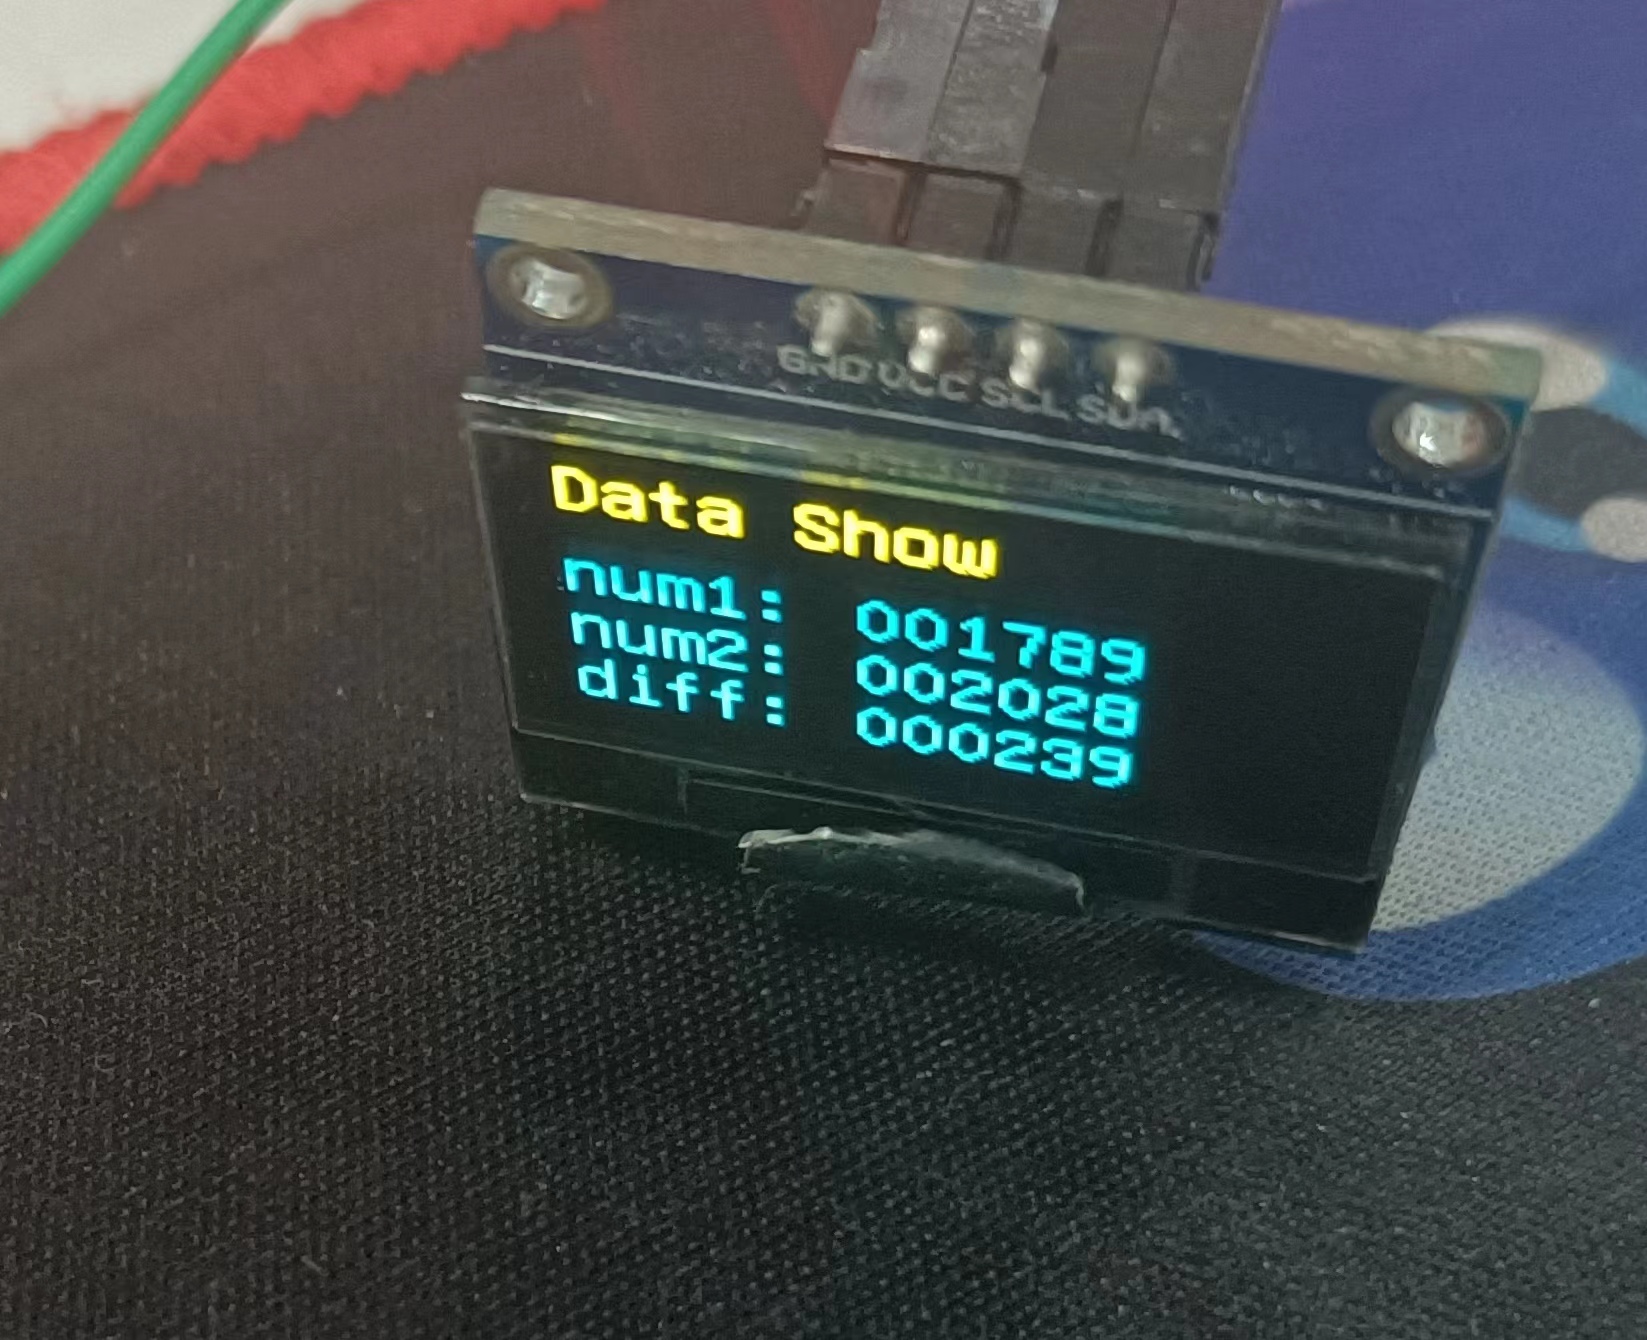 GND VCC SCL SDA
Data Show
num1: 001789
num2: 002028
diff: 000239